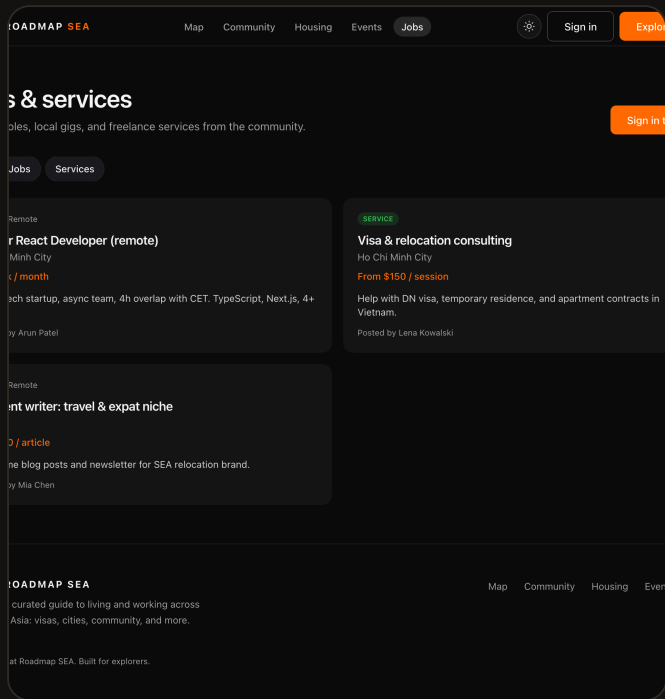 ROADMAP SEA
Map
Community
Housing
Events
Jobs
Sign in
Explor
s & services
oles, local gigs, and freelance services from the community.
Sign in t
Jobs
Services
Remote
r React Developer (remote)
Minh City
k / month
ech startup, async team, 4h overlap with CET. TypeScript, Next.js, 4+
by Arun Patel
SERVICE
Visa & relocation consulting
Ho Chi Minh City
From $150 / session
Help with DN visa, temporary residence, and apartment contracts in
Vietnam.
Posted by Lena Kowalski
Remote
ent writer: travel & expat niche
0 / article
me blog posts and newsletter for SEA relocation brand.
by Mia Chen
ROADMAP SEA
curated guide to living and working across
Asia: visas, cities, community, and more.
Map
Community
Housing
Even
at Roadmap SEA. Built for explorers.